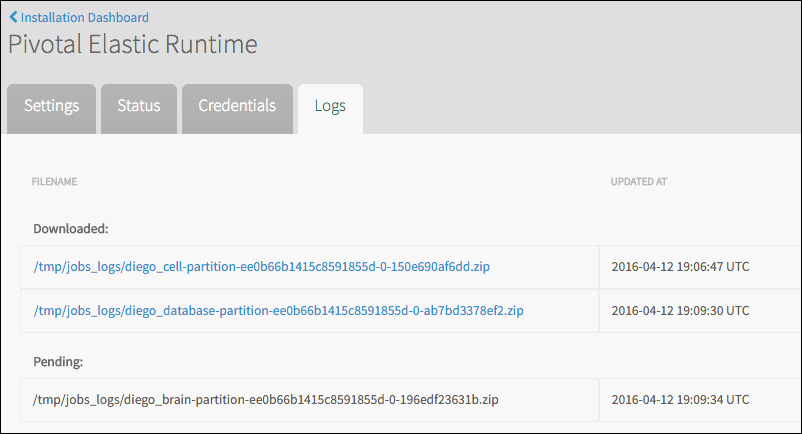 Installation Dashboard
Pivotal Elastic Runtime
Settings Status Credentials Logs
FILENAME UPDATED AT
Downloaded:
/tmp/jobs_logs/diego_cell-partition-ee0b66b1415c8591855d-0-150e690af6dd.zip 2016-04-12 19:06:47 UTC
/tmp/jobs_logs/diego_database-partition-ee0b66b1415c8591855d-0-ab7bd3378ef2.zip 2016-04-12 19:09:30 UTC
Pending:
/tmp/jobs_logs/diego_brain-partition-ee0b66b1415c8591855d-0-196edf23631b.zip 2016-04-12 19:09:34 UTC